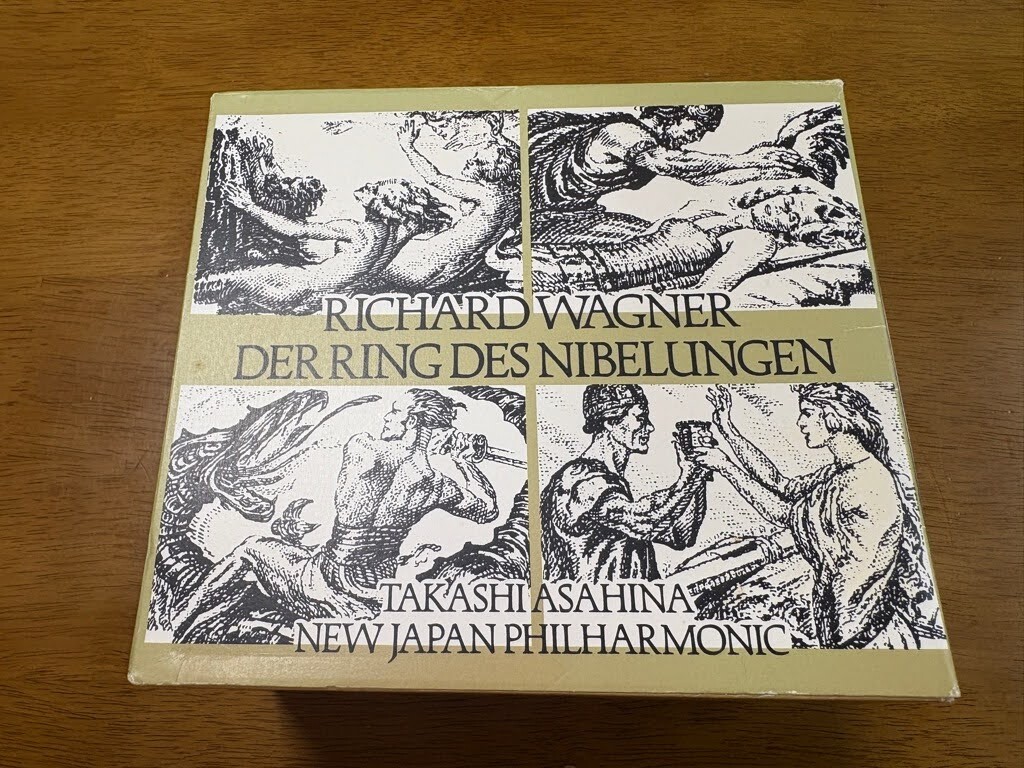 RICHARD WAGNER
DER RING DES NIBELUNGEN
TAKASHI ASAHINA
NEW JAPAN PHILHARMONIC